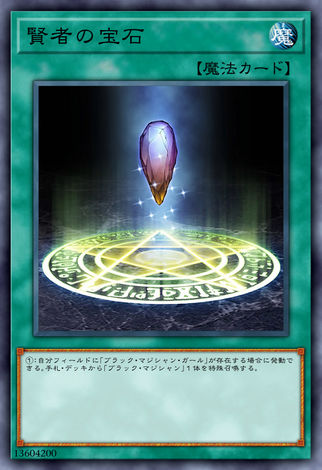 賢者の宝石
魔
【魔法カード】
①:自分フィールドに「ブラック・マジシャン・ガール」が存在する場合に発動で
きる。手札・デッキから「ブラック・マジシャン」1体を特殊召喚する。
13604200